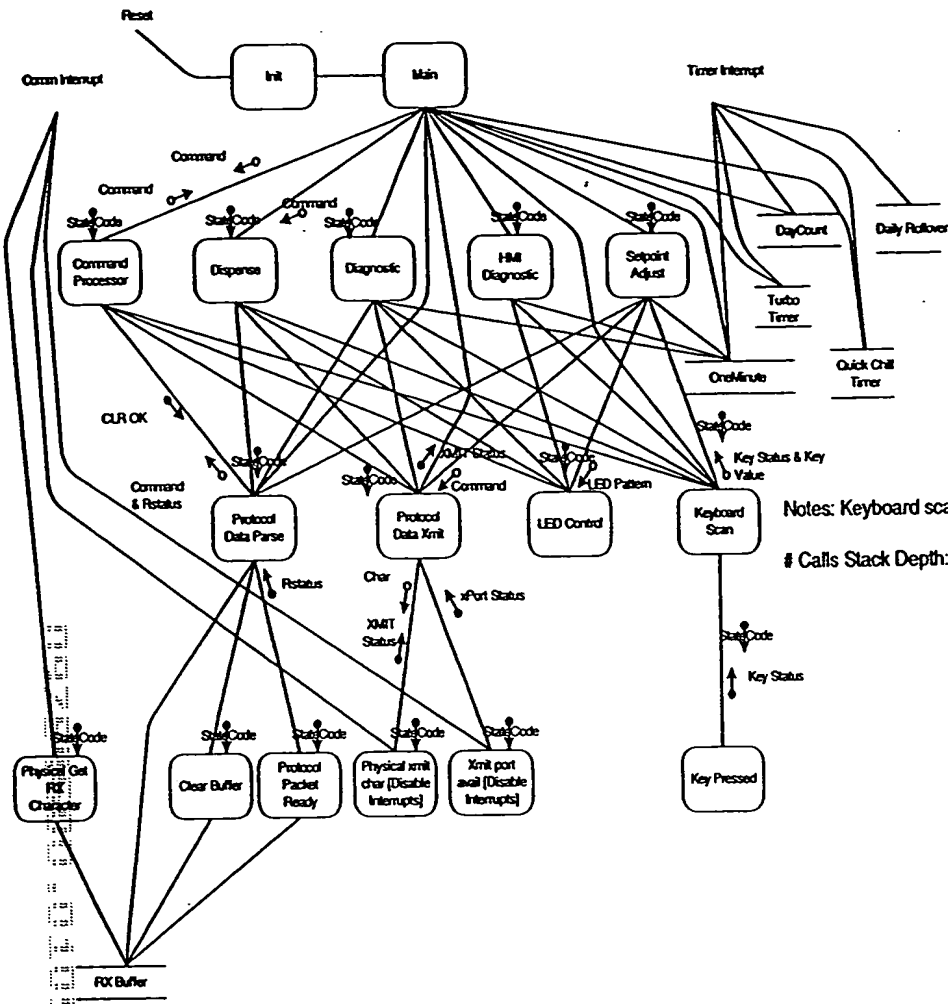 Reset
Comm Interrupt
Init
Main
Timer Interrupt
Command
Command
Command
StateCode
StateCode
StateCode
StateCode
StateCode
Command
Processor
Dispense
Diagnostic
HMI
Diagnostic
Setpoint
Adjust
DayCount
Daily Rollover
Turbo
Timer
OneMinute
Quick Chill
Timer
CLR OK
StateCode
XMIT Status
StateCode
StateCode
StateCode
Key Status & Key
Value
Command
& Rstatus
Command
LED Pattern
Protocol
Data Parse
Protocol
Data Xmit
LED Control
Keyboard
Scan
Notes: Keyboard sca
# Calls Stack Depth:
Rstatus
Char
xPort Status
XMIT
Status
StateCode
Key Status
StateCode
StateCode
StateCode
StateCode
StateCode
Physical Get
RX
Character
Clear Buffer
Protocol
Packet
Ready
Physical xmit
char [Disable
Interrupts]
Xmit port
avail [Disable
Interrupts]
Key Pressed
RX Buffer